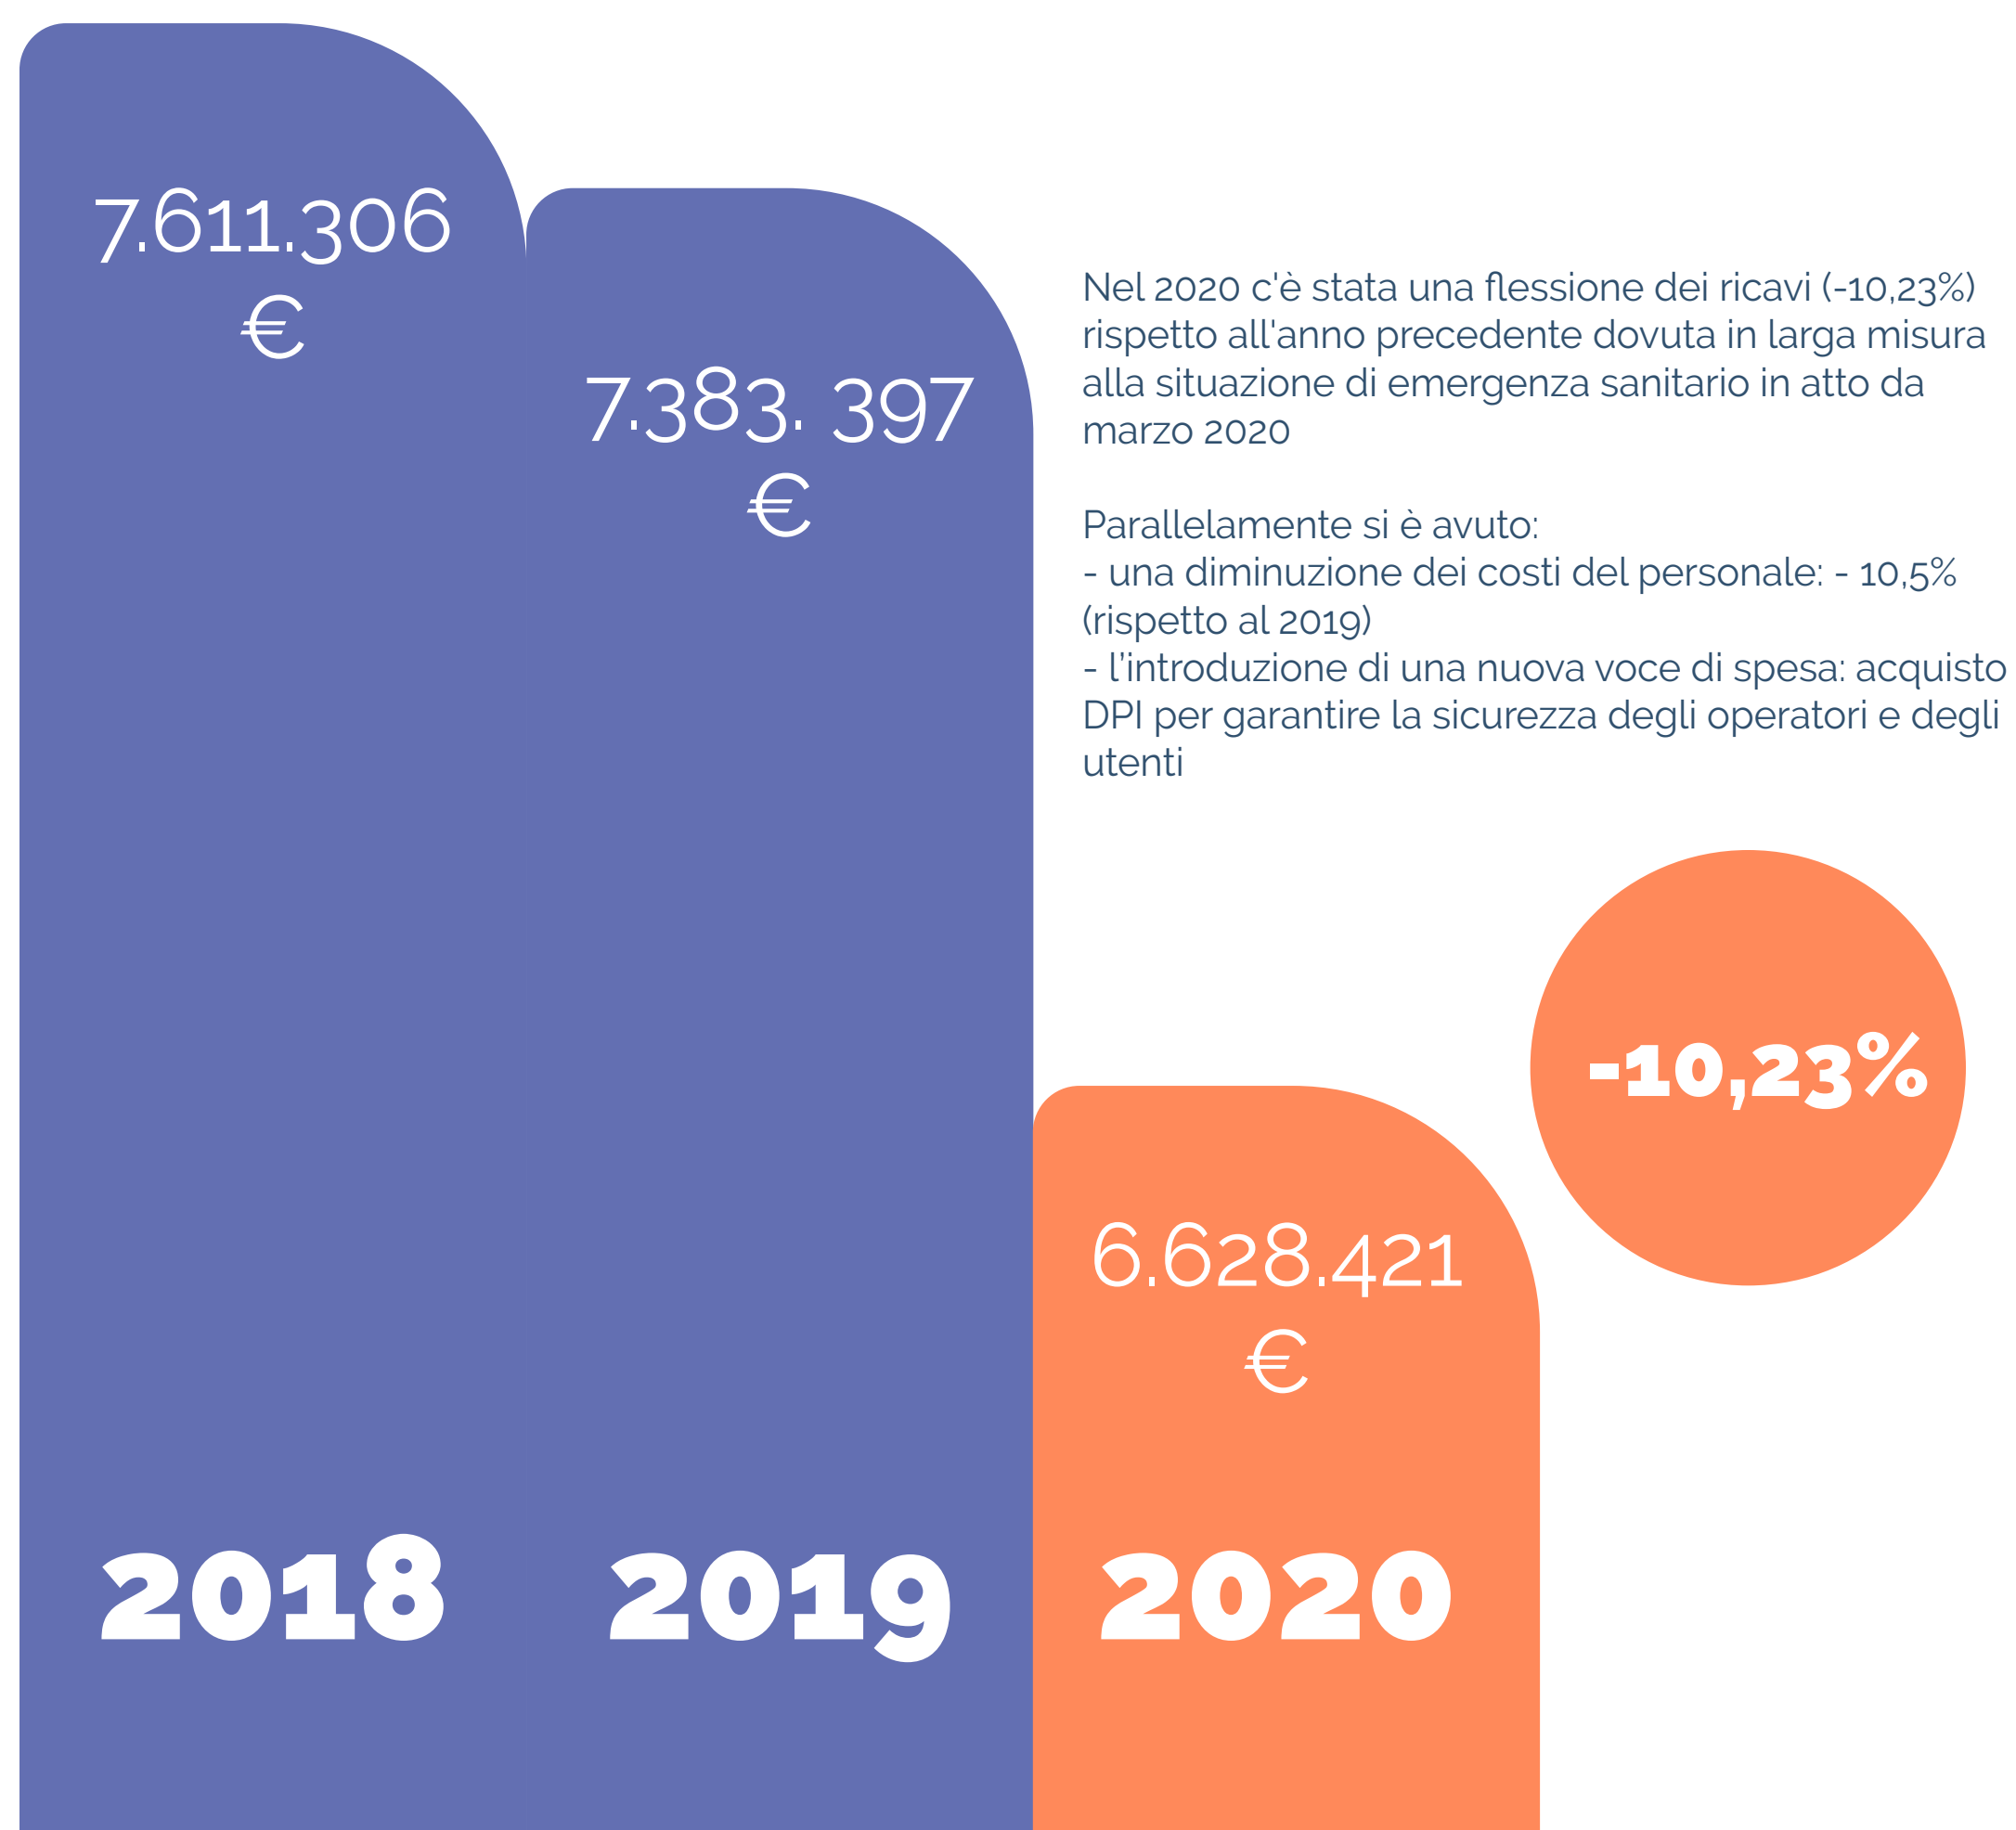 7.611.306
€
7.383. 397
€
Nel 2020 c'è stata una flessione dei ricavi (-10,23%)
rispetto all'anno precedente dovuta in larga misura
alla situazione di emergenza sanitario in atto da
marzo 2020
Parallelamente si è avuto:
- una diminuzione dei costi del personale: - 10,5%
(rispetto al 2019)
- l’introduzione di una nuova voce di spesa: acquisto
DPI per garantire la sicurezza degli operatori e degli
utenti
-10,23%
6.628.421
€
2018
2019
2020